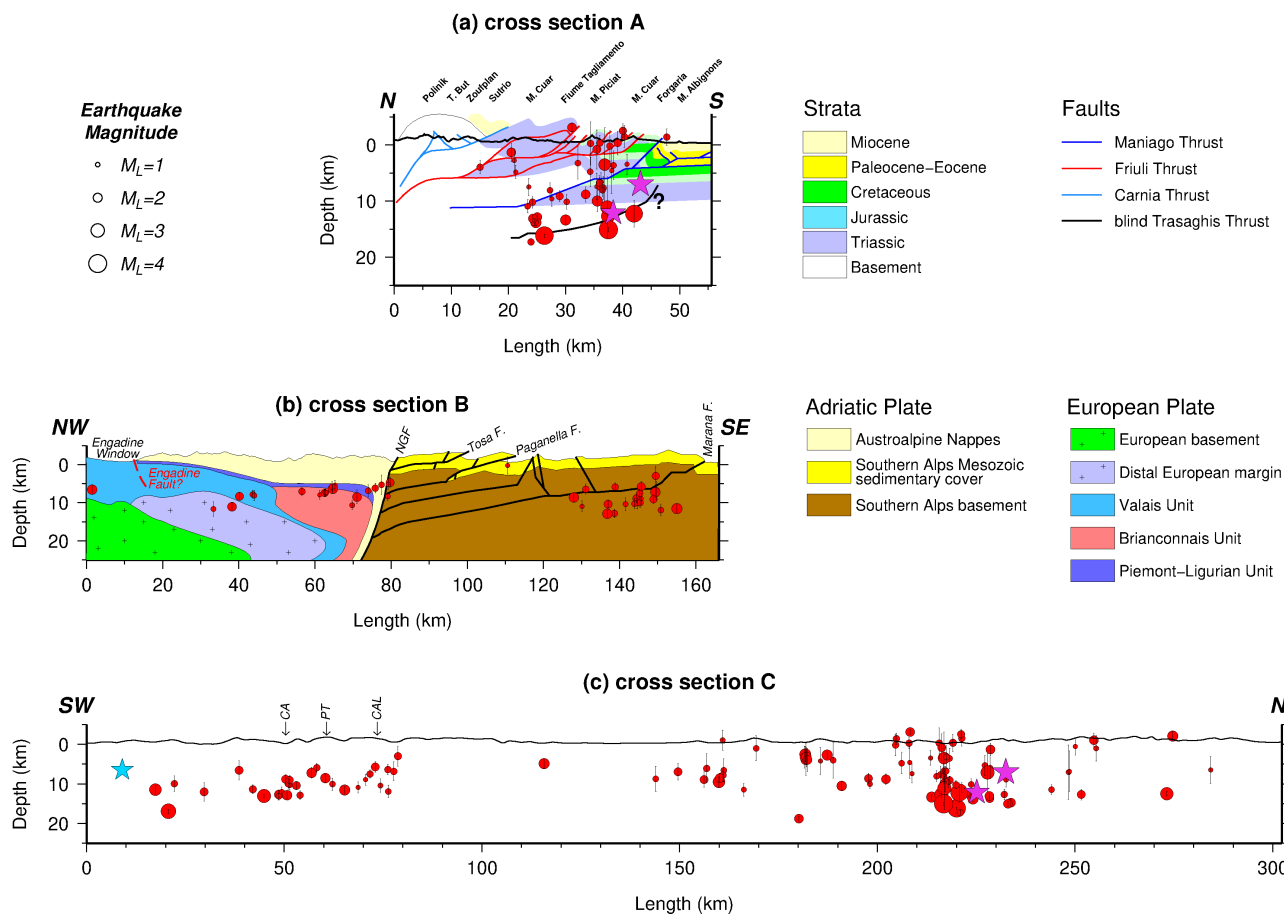 (a) cross section A
Polinik
T. But
Zoufplan
Sutrio
M. Cuar
Fiume Tagliamento
M. Piciat
M. Cuar
Forgaria
M. Albignons
N
S
Earthquake
Magnitude
ML=1
ML=2
ML=3
ML=4
0
10
20
Depth (km)
?
0 10 20 30 40 50
Length (km)
Strata
Miocene
Paleocene−Eocene
Cretaceous
Jurassic
Triassic
Basement
Faults
Maniago Thrust
Friuli Thrust
Carnia Thrust
blind Trasaghis Thrust
(b) cross section B
NW
SE
Engadine
Window
Engadine
Fault?
NGF
Tosa F.
Paganella F.
Marana F.
0
10
20
Depth (km)
0 20 40 60 80 100 120 140 160
Length (km)
Adriatic Plate
Austroalpine Nappes
Southern Alps Mesozoic
sedimentary cover
Southern Alps basement
European Plate
European basement
Distal European margin
Valais Unit
Brianconnais Unit
Piemont−Ligurian Unit
(c) cross section C
SW
N
CA
PT
CAL
0
10
20
Depth (km)
0 50 100 150 200 250 300
Length (km)